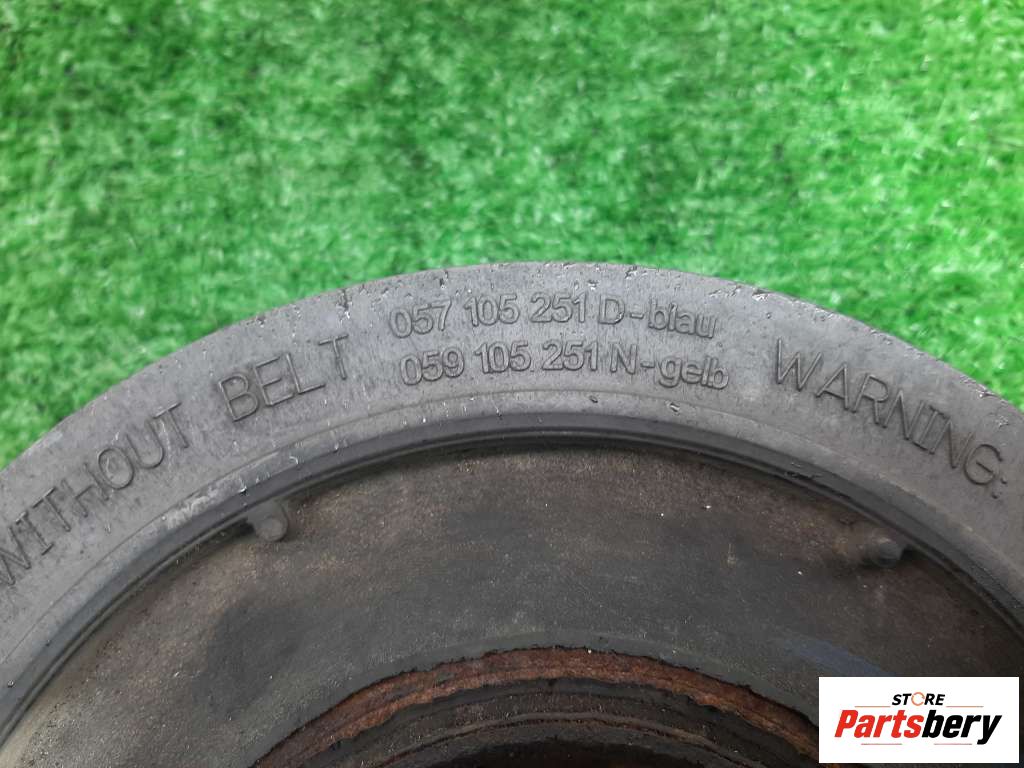 WITHOUT BELT
057 105 251 D-blau
059 105 251 N-gelb
WARNING:
STORE
Partsbery